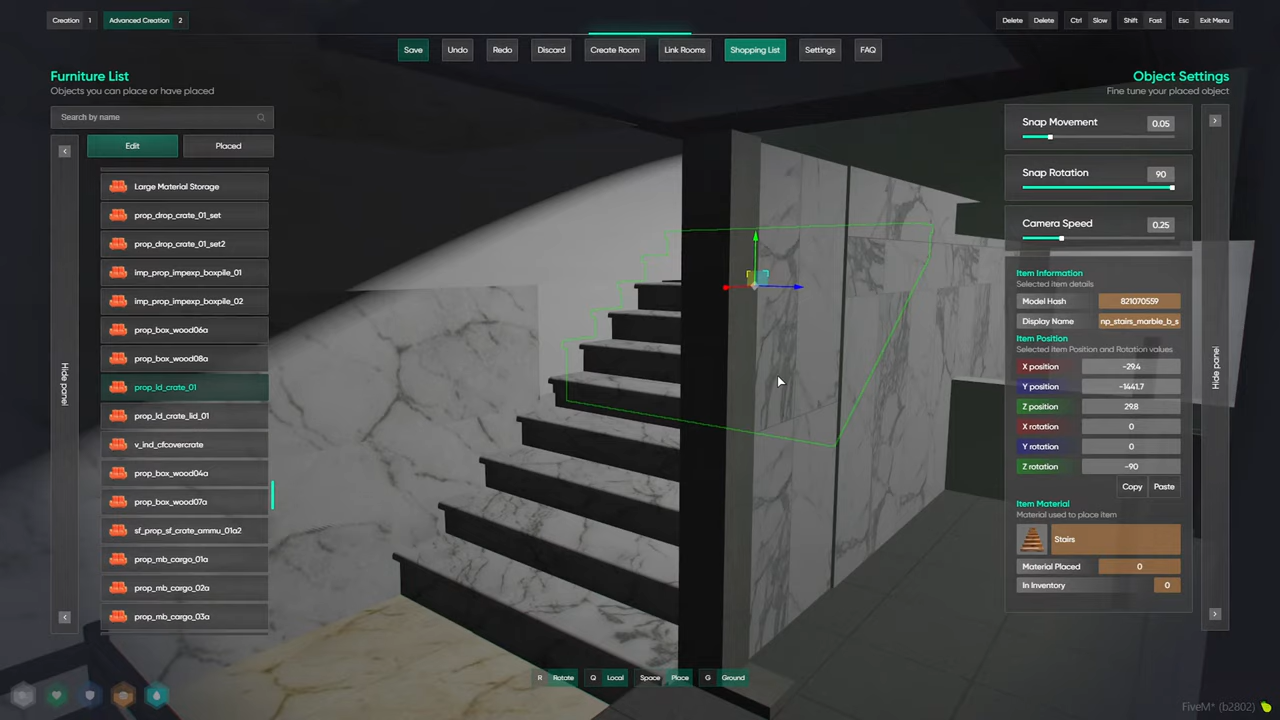 Creation 1 Advanced Creation 2
Delete Delete Ctrl Slow Shift Fast Esc Exit Menu
Save Undo Redo Discard Create Room Link Rooms Shopping List Settings FAQ
Furniture List
Objects you can place or have placed
Search by name
Edit Placed
Hide panel
Large Material Storage
prop_drop_crate_01_set
prop_drop_crate_01_set2
imp_prop_impexp_boxpile_01
imp_prop_impexp_boxpile_02
prop_box_wood06a
prop_box_wood08a
prop_ld_crate_01
prop_ld_crate_lid_01
v_ind_cfcovercrate
prop_box_wood04a
prop_box_wood07a
sf_prop_sf_crate_ammu_01a2
prop_mb_cargo_01a
prop_mb_cargo_02a
prop_mb_cargo_03a
Object Settings
Fine tune your placed object
Snap Movement 0.05
Snap Rotation 90
Camera Speed 0.25
Item Information
Selected item details
Model Hash 821070559
Display Name np_stairs_marble_b_s
Item Position
Selected Item Position and Rotation values
X position -29.4
Y position -1441.7
Z position 29.8
X rotation 0
Y rotation 0
Z rotation -90
Copy Paste
Item Material
Material used to place item
Stairs
Material Placed 0
In Inventory 0
Hide panel
R Rotate Q Local Space Place G Ground
FiveM* (b2802)